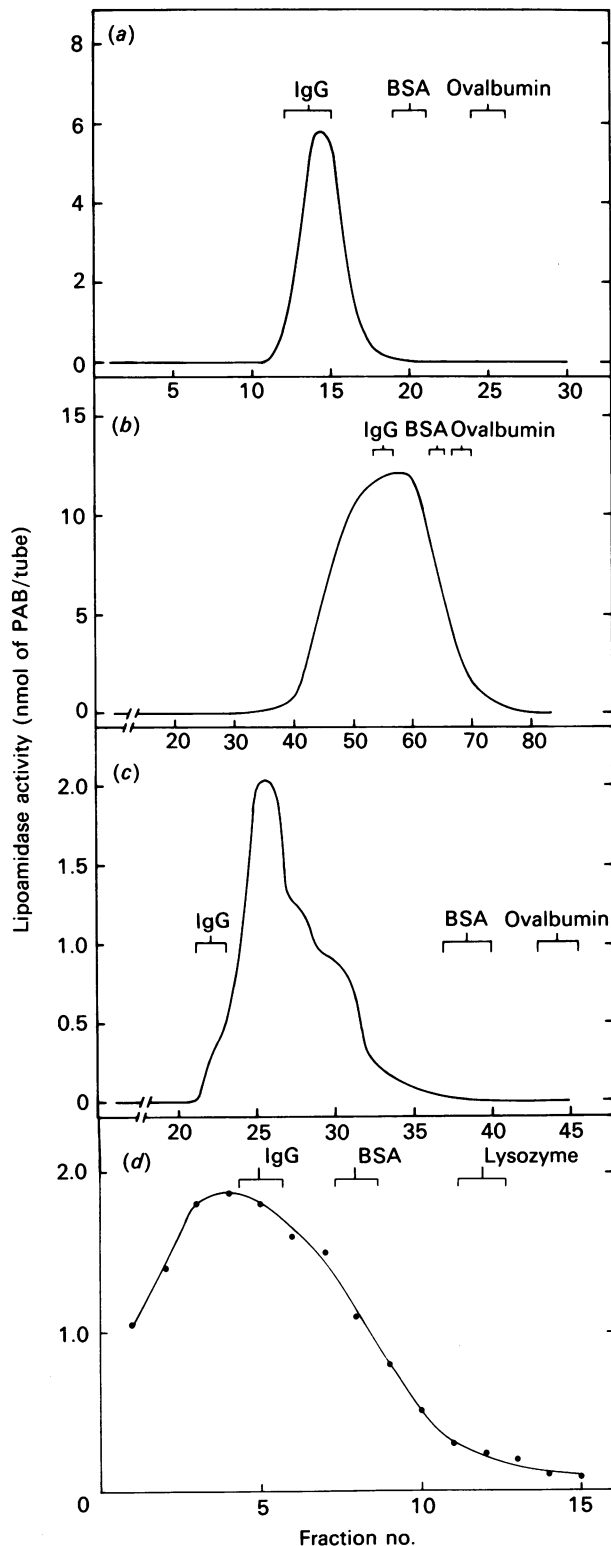 (a)
8
6
4
2
0
IgG BSA Ovalbumin
5 10 15 20 25 30
(b)
15
10
5
0
IgG BSA Ovalbumin
20 30 40 50 60 70 80
(c)
2.0
1.5
1.0
0.5
0
IgG BSA Ovalbumin
20 25 30 35 40 45
(d)
2.0
1.0
0
IgG BSA Lysozyme
5 10 15
Fraction no.
Lipoamidase activity (nmol of PAB/tube)